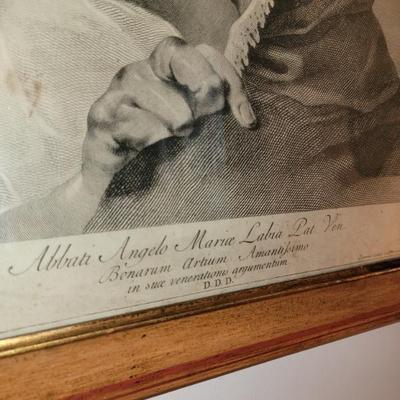 Abbati Angelo Mariæ Labia Pat. Ven.
Bonarum Artium Amantissimo
in suæ venerationis argumentum
D. D. D.